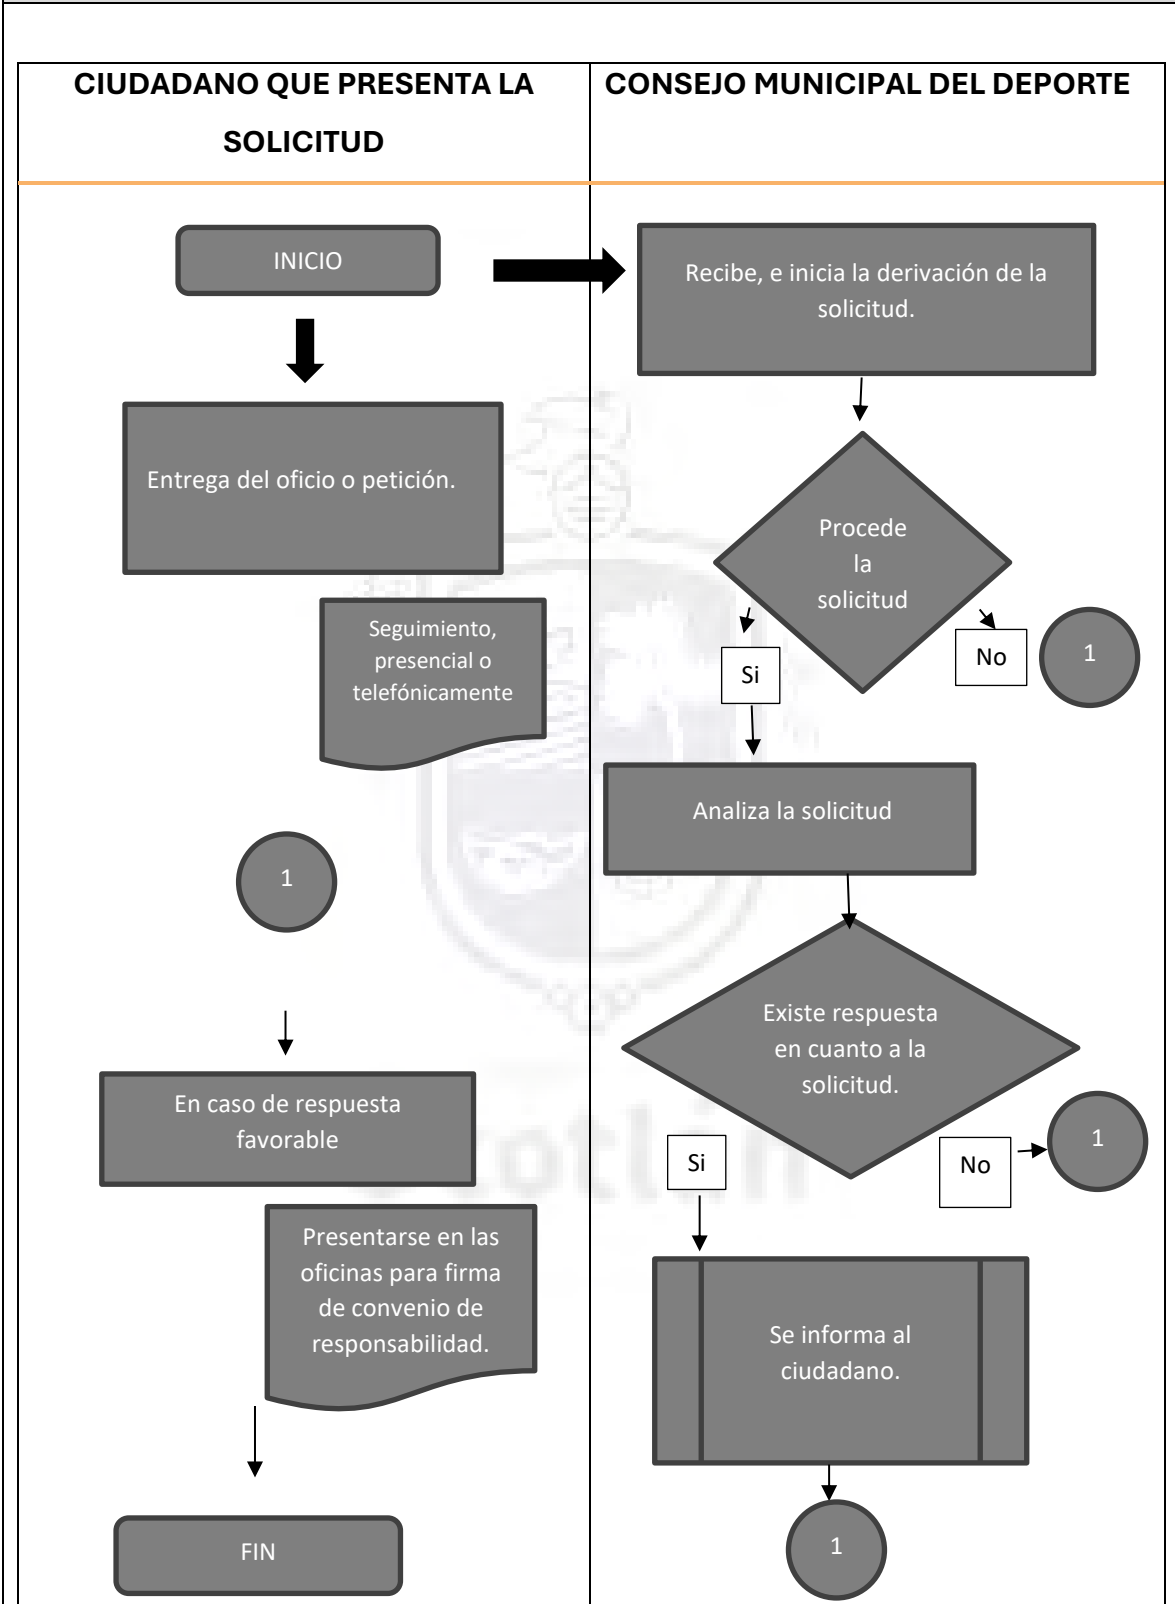 CIUDADANO QUE PRESENTA LA
SOLICITUD
CONSEJO MUNICIPAL DEL DEPORTE
INICIO
Entrega del oficio o petición.
Seguimiento,
presencial o
telefónicamente
1
En caso de respuesta
favorable
Presentarse en las
oficinas para firma
de convenio de
responsabilidad.
FIN
Recibe, e inicia la derivación de la
solicitud.
Procede
la
solicitud
Si
No
1
Analiza la solicitud
Existe respuesta
en cuanto a la
solicitud.
Si
No
1
Se informa al
ciudadano.
1